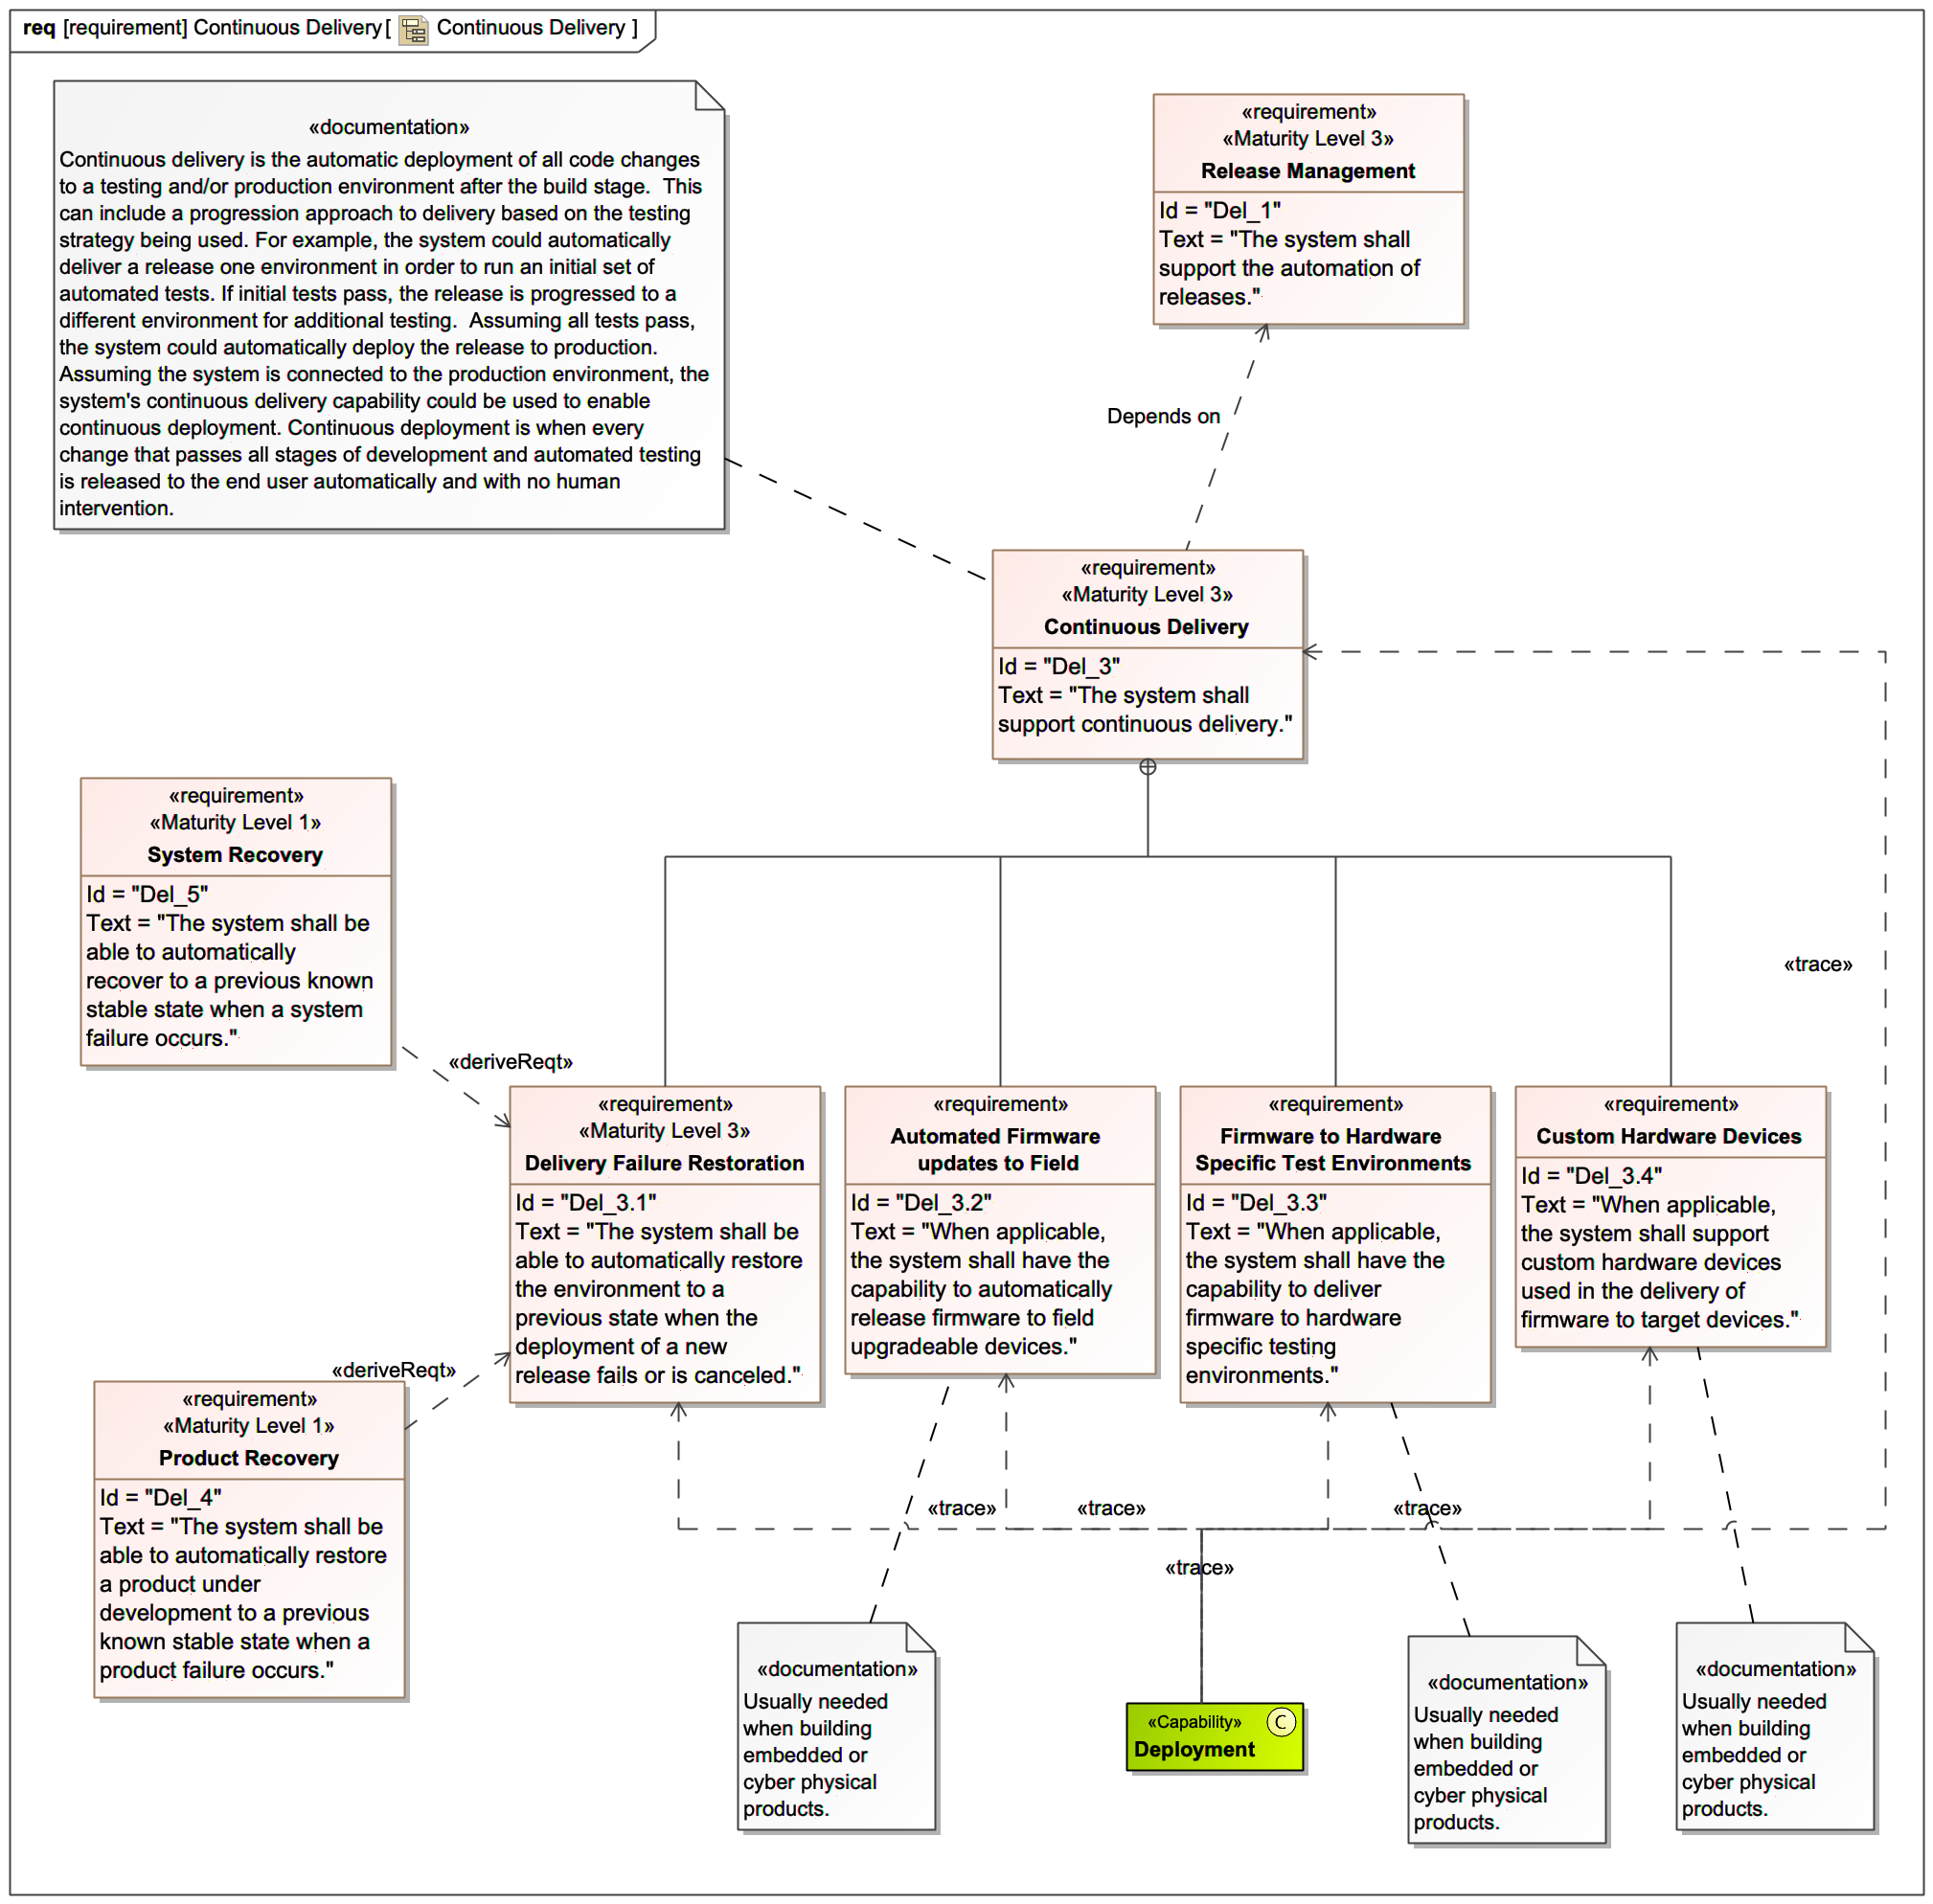 req [requirement] Continuous Delivery [ Continuous Delivery ]
«documentation»
Continuous delivery is the automatic deployment of all code changes
to a testing and/or production environment after the build stage.  This
can include a progression approach to delivery based on the testing
strategy being used. For example, the system could automatically
deliver a release one environment in order to run an initial set of
automated tests. If initial tests pass, the release is progressed to a
different environment for additional testing.  Assuming all tests pass,
the system could automatically deploy the release to production.
Assuming the system is connected to the production environment, the
system's continuous delivery capability could be used to enable
continuous deployment. Continuous deployment is when every
change that passes all stages of development and automated testing
is released to the end user automatically and with no human
intervention.
«requirement»
«Maturity Level 3»
Release Management
Id = "Del_1"
Text = "The system shall
support the automation of
releases."
Depends on
«requirement»
«Maturity Level 3»
Continuous Delivery
Id = "Del_3"
Text = "The system shall
support continuous delivery."
«requirement»
«Maturity Level 1»
System Recovery
Id = "Del_5"
Text = "The system shall be
able to automatically
recover to a previous known
stable state when a system
failure occurs."
«trace»
«deriveReqt»
«requirement»
«Maturity Level 3»
Delivery Failure Restoration
Id = "Del_3.1"
Text = "The system shall be
able to automatically restore
the environment to a
previous state when the
deployment of a new
release fails or is canceled."
«requirement»
Automated Firmware
updates to Field
Id = "Del_3.2"
Text = "When applicable,
the system shall have the
capability to automatically
release firmware to field
upgradeable devices."
«requirement»
Firmware to Hardware
Specific Test Environments
Id = "Del_3.3"
Text = "When applicable,
the system shall have the
capability to deliver
firmware to hardware
specific testing
environments."
«requirement»
Custom Hardware Devices
Id = "Del_3.4"
Text = "When applicable,
the system shall support
custom hardware devices
used in the delivery of
firmware to target devices."
«deriveReqt»
«requirement»
«Maturity Level 1»
Product Recovery
Id = "Del_4"
Text = "The system shall be
able to automatically restore
a product under
development to a previous
known stable state when a
product failure occurs."
«trace»
«trace»
«trace»
«trace»
«documentation»
Usually needed
when building
embedded or
cyber physical
products.
«Capability» C
Deployment
«documentation»
Usually needed
when building
embedded or
cyber physical
products.
«documentation»
Usually needed
when building
embedded or
cyber physical
products.